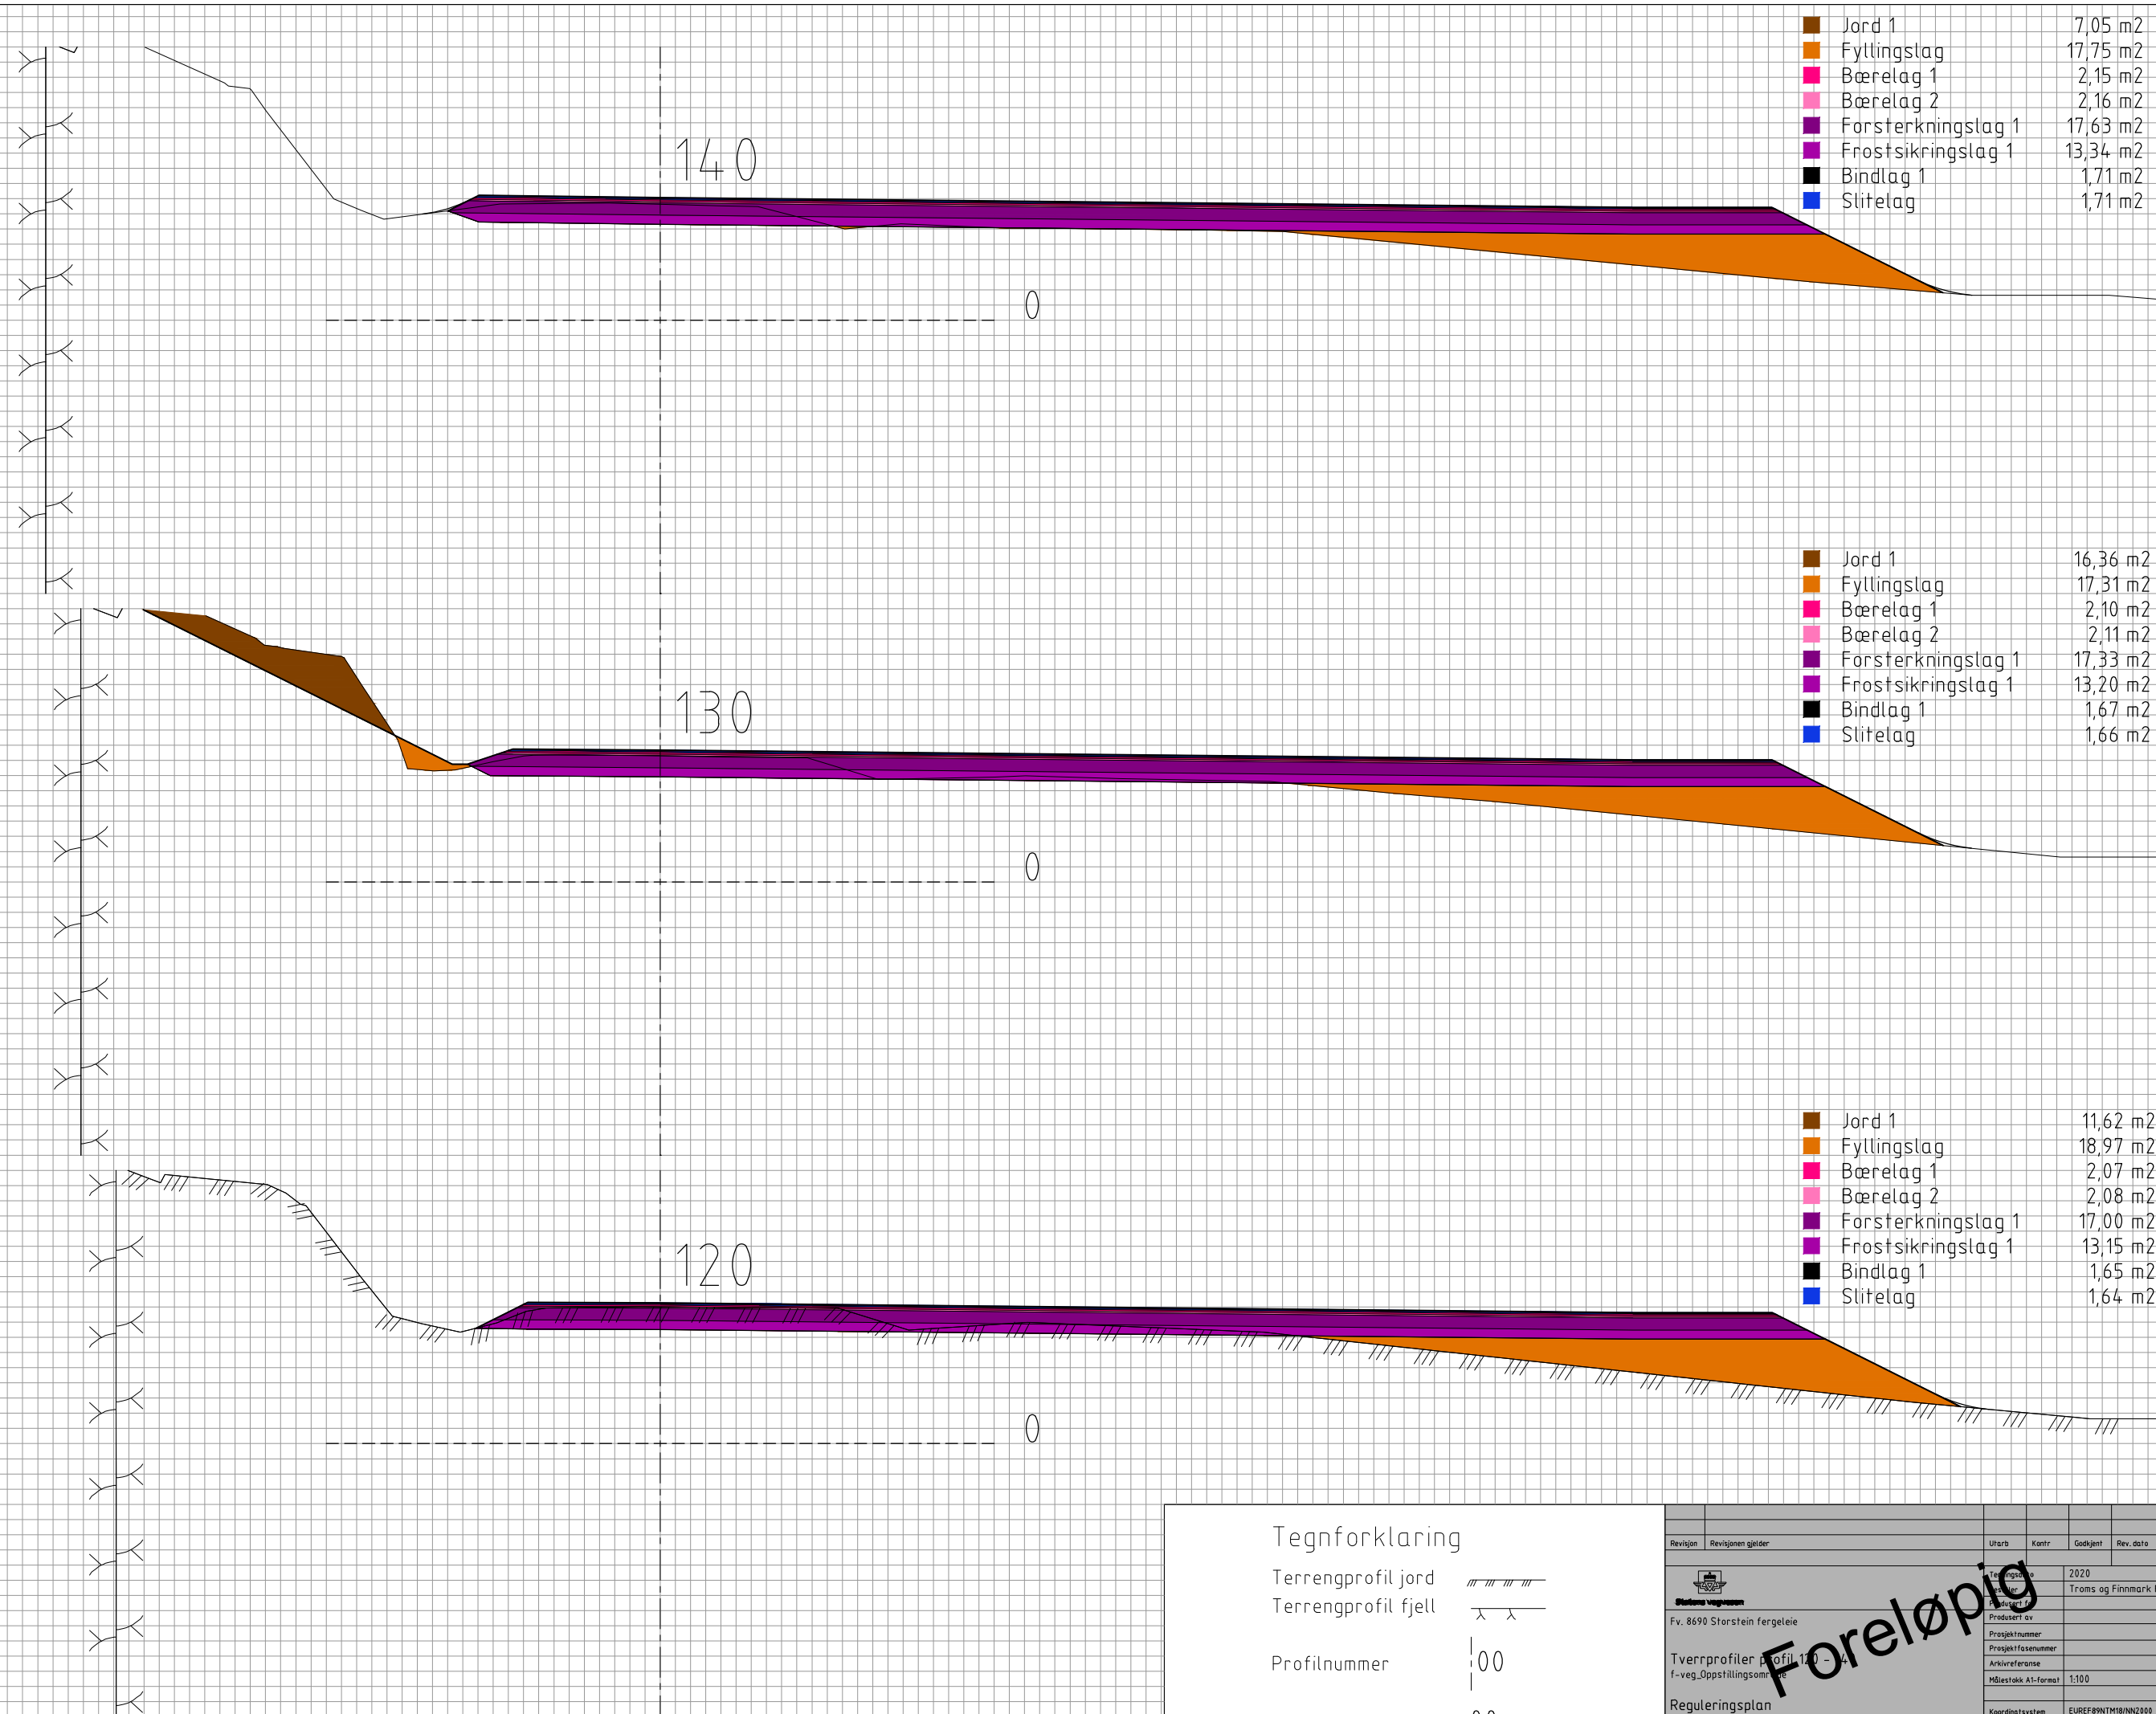 Jord 1 7,05 m2
Fyllingslag 17,75 m2
Bærelag 1 2,15 m2
Bærelag 2 2,16 m2
Forsterkningslag 1 17,63 m2
Frostsikringslag 1 13,34 m2
Bindlag 1 1,71 m2
Slitelag 1,71 m2
140
0
Jord 1 16,36 m2
Fyllingslag 17,31 m2
Bærelag 1 2,10 m2
Bærelag 2 2,11 m2
Forsterkningslag 1 17,33 m2
Frostsikringslag 1 13,20 m2
Bindlag 1 1,67 m2
Slitelag 1,66 m2
130
0
Jord 1 11,62 m2
Fyllingslag 18,97 m2
Bærelag 1 2,07 m2
Bærelag 2 2,08 m2
Forsterkningslag 1 17,00 m2
Frostsikringslag 1 13,15 m2
Bindlag 1 1,65 m2
Slitelag 1,64 m2
120
0
Tegnforklaring
Terrengprofil jord
Terrengprofil fjell
Profilnummer 00
Revisjon Revisjonen gjelder Utarb Kontr Godkjent Rev. dato
2020
Troms og Finnmark
Statens vegvesen
Produsert av
Fv. 8690 Storstein fergeleie
Prosjektnummer
Prosjektfasenummer
Tverrprofiler profil 120 -
Arkivreferanse
f-veg_Oppstillingsområde
Målestokk A1-format 1:100
Reguleringsplan
Koordinatsystem EUREF89NTM18/NN2000
Foreløpig